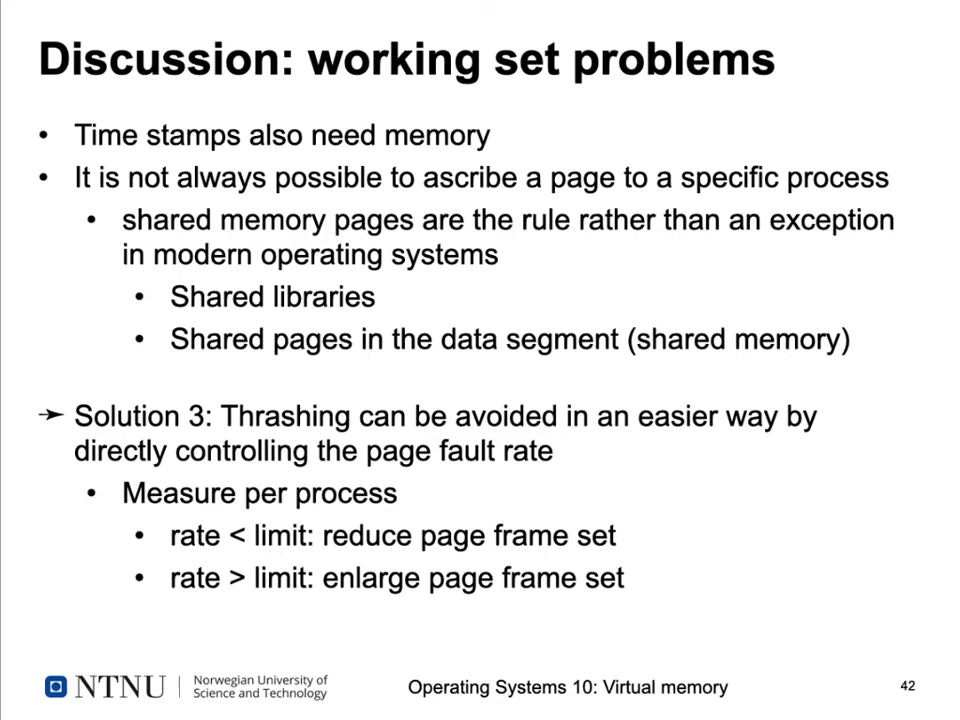 Discussion: working set problems
• Time stamps also need memory
• It is not always possible to ascribe a page to a specific process
• shared memory pages are the rule rather than an exception
in modern operating systems
• Shared libraries
• Shared pages in the data segment (shared memory)
➛ Solution 3: Thrashing can be avoided in an easier way by
directly controlling the page fault rate
• Measure per process
• rate < limit: reduce page frame set
• rate > limit: enlarge page frame set
NTNU
Norwegian University of
Science and Technology
Operating Systems 10: Virtual memory
42